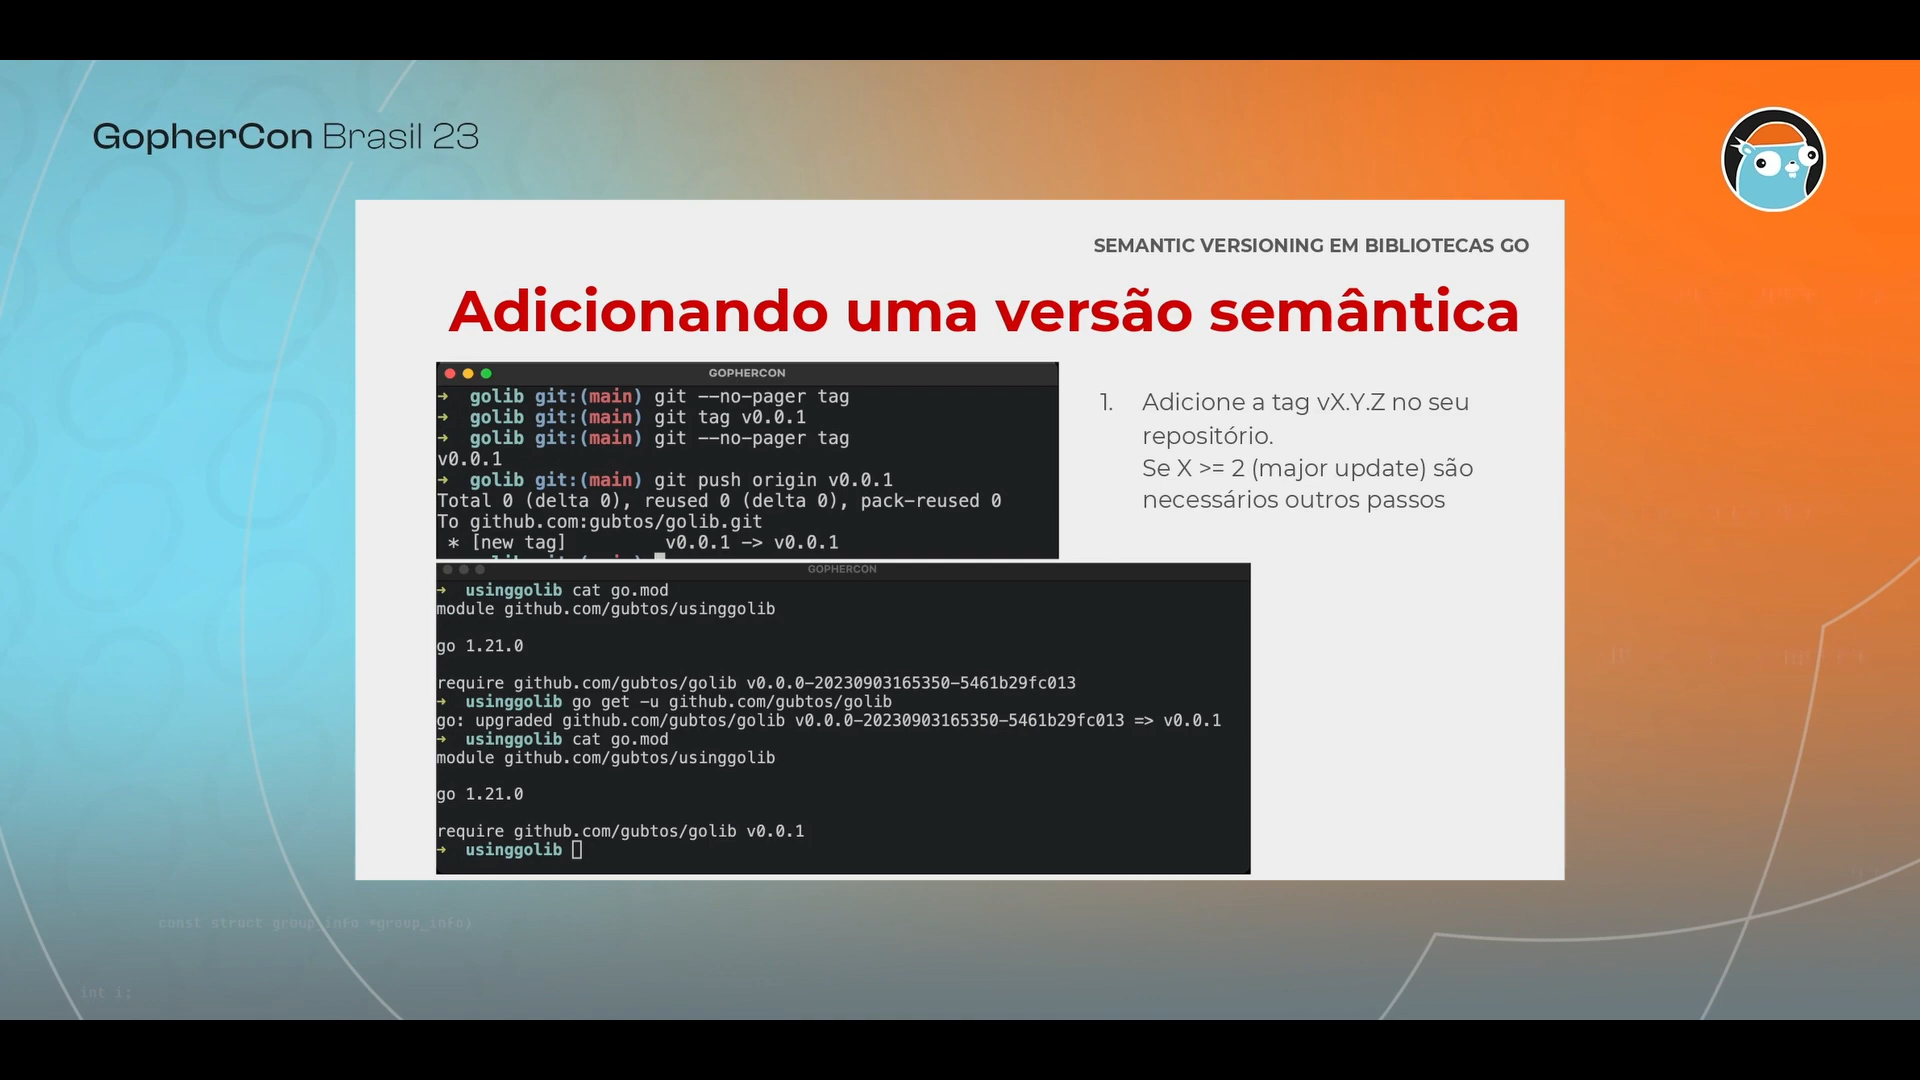 GopherCon Brasil 23
SEMANTIC VERSIONING EM BIBLIOTECAS GO
Adicionando uma versão semântica
GOPHERCON
➜  golib git:(main) git --no-pager tag
➜  golib git:(main) git tag v0.0.1
➜  golib git:(main) git --no-pager tag
v0.0.1
➜  golib git:(main) git push origin v0.0.1
Total 0 (delta 0), reused 0 (delta 0), pack-reused 0
To github.com:gubtos/golib.git
 * [new tag]         v0.0.1 -> v0.0.1
1. Adicione a tag vX.Y.Z no seu
repositório.
Se X >= 2 (major update) são
necessários outros passos
GOPHERCON
➜  usinggolib cat go.mod
module github.com/gubtos/usinggolib
go 1.21.0
require github.com/gubtos/golib v0.0.0-20230903165350-5461b29fc013
➜  usinggolib go get -u github.com/gubtos/golib
go: upgraded github.com/gubtos/golib v0.0.0-20230903165350-5461b29fc013 => v0.0.1
➜  usinggolib cat go.mod
module github.com/gubtos/usinggolib
go 1.21.0
require github.com/gubtos/golib v0.0.1
➜  usinggolib
const struct group_info *group_info)
int i;